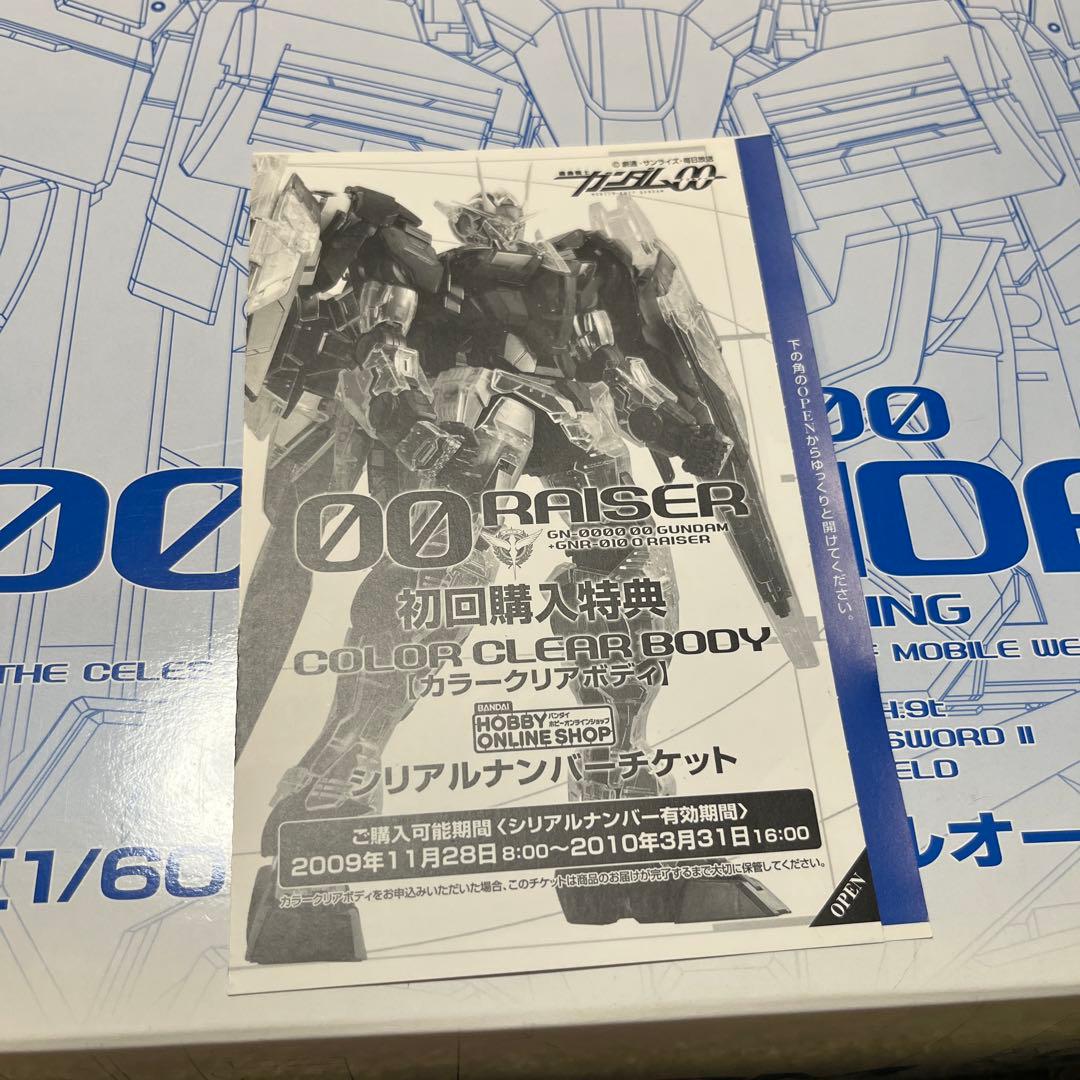 © 創通・サンライズ・毎日放送
機動戦士
ガンダム00
MOBILE SUIT GUNDAM
下の角のOPENからゆっくりと開けてください。
00 RAISER
GN-0000 00 GUNDAM
+GNR-010 0 RAISER
初回購入特典
COLOR CLEAR BODY
【カラークリアボディ】
BANDAI
HOBBY
ONLINE SHOP
バンダイ
ホビーオンラインショップ
シリアルナンバーチケット
ご購入可能期間〈シリアルナンバー有効期間〉
2009年11月28日 8:00～2010年3月31日 16:00
カラークリアボディをお申込みいただいた場合、このチケットは商品のお届けが完了するまで大切に保管してください。
OPEN
00
00
NDA
ING
THE CELES
MOBILE WE
.9t
SWORD II
ELD
1/60
ルオー